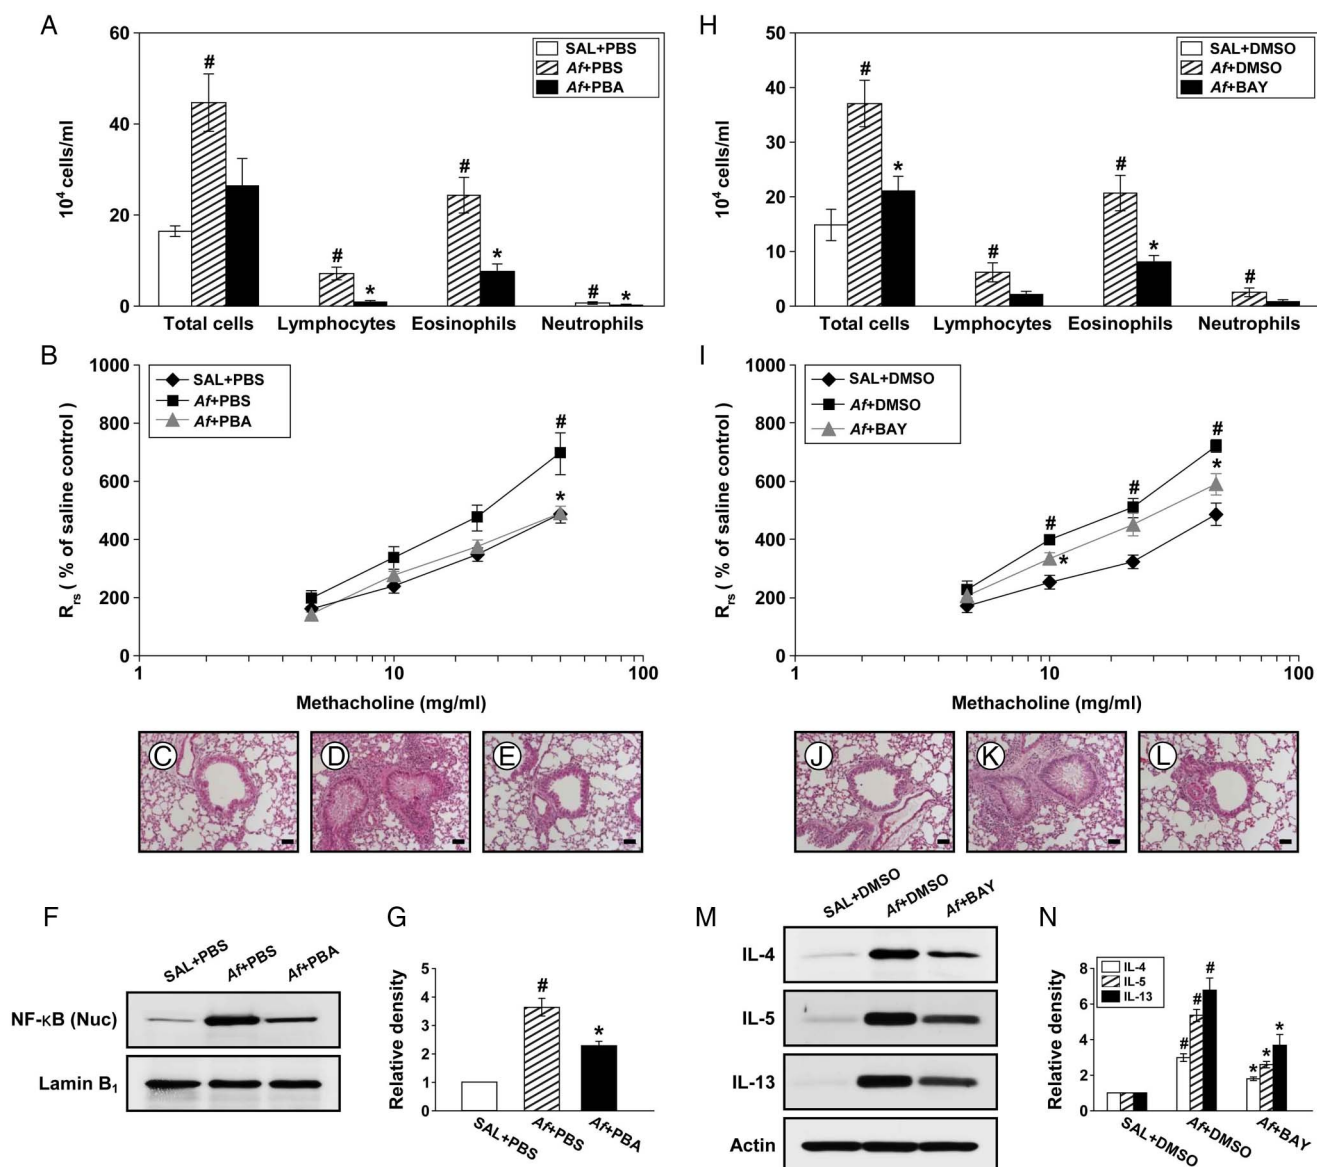 A
60
40
20
0
10⁴ cells/ml
SAL+PBS
Af+PBS
Af+PBA
#
#
*
#
*
#
*
Total cells
Lymphocytes
Eosinophils
Neutrophils
H
50
40
30
20
10
0
10⁴ cells/ml
SAL+DMSO
Af+DMSO
Af+BAY
#
*
#
#
*
#
Total cells
Lymphocytes
Eosinophils
Neutrophils
B
1000
800
600
400
200
0
Rrs ( % of saline control )
SAL+PBS
Af+PBS
Af+PBA
#
*
1
10
100
Methacholine (mg/ml)
I
1000
800
600
400
200
0
Rrs ( % of saline control )
SAL+DMSO
Af+DMSO
Af+BAY
#
*
#
#
*
1
10
100
Methacholine (mg/ml)
C
D
E
J
K
L
F
SAL+PBS
Af+PBS
Af+PBA
NF-κB (Nuc)
Lamin B₁
G
5
4
3
2
1
0
Relative density
#
*
SAL+PBS
Af+PBS
Af+PBA
M
SAL+DMSO
Af+DMSO
Af+BAY
IL-4
IL-5
IL-13
Actin
N
8
6
4
2
0
Relative density
IL-4
IL-5
IL-13
#
#
#
*
*
*
SAL+DMSO
Af+DMSO
Af+BAY